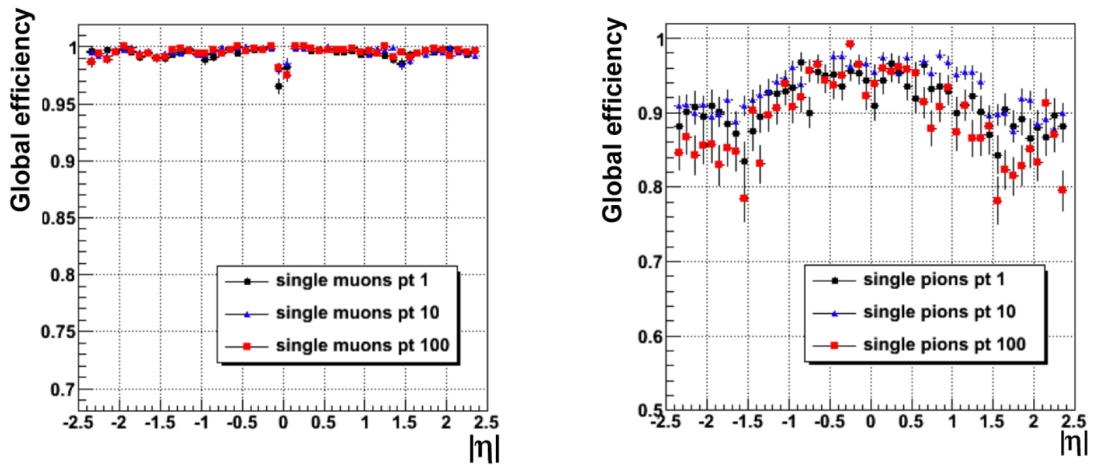 Global efficiency
1
0.95
0.9
0.85
0.8
0.75
0.7
single muons pt 1
single muons pt 10
single muons pt 100
-2.5 -2 -1.5 -1 -0.5 0 0.5 1 1.5 2 2.5
|η|
Global efficiency
1
0.9
0.8
0.7
0.6
0.5
single pions pt 1
single pions pt 10
single pions pt 100
-2.5 -2 -1.5 -1 -0.5 0 0.5 1 1.5 2 2.5
|η|